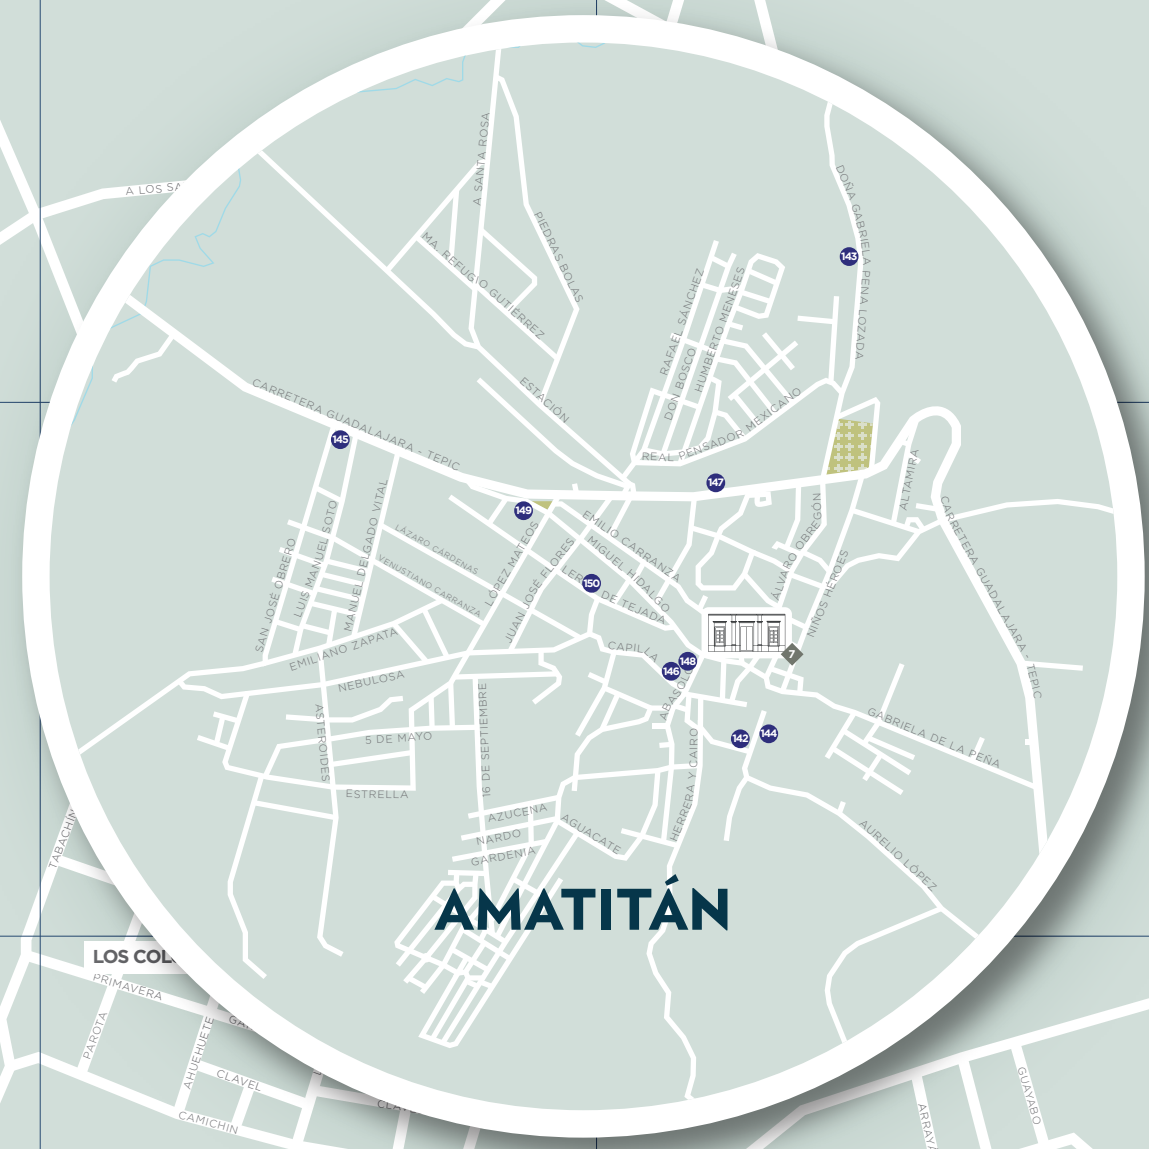 A LOS SA
A SANTA ROSA
PIEDRAS BOLAS
MA. REFUGIO GUTIÉRREZ
DOÑA GABRIELA PEÑA LOZADA
143
RAFAEL SÁNCHEZ
DON BOSCO
HUMBERTO MENESES
ESTACIÓN
CARRETERA GUADALAJARA - TEPIC
145
REAL PENSADOR MEXICANO
147
149
ALTAMIRA
CARRETERA GUADALAJARA - TEPIC
SAN JOSÉ OBRERO
LUIS MANUEL SOTO
MANUEL DELGADO VITAL
LÁZARO CÁRDENAS
VENUSTIANO CARRANZA
LÓPEZ MATEOS
JUAN JOSÉ FLORES
EMILIO CARRANZA
MIGUEL HIDALGO
LERDO DE TEJADA
150
ÁLVARO OBREGÓN
NIÑOS HÉROES
7
EMILIANO ZAPATA
NEBULOSA
CAPILLA
146
148
ABASOLO
ASTEROIDES
5 DE MAYO
16 DE SEPTIEMBRE
ESTRELLA
142
144
GABRIELA DE LA PEÑA
HERRERA Y CAIRO
AZUCENA
NARDO
GARDENIA
AGUACATE
AURELIO LÓPEZ
AMATITÁN
TABACHÍN
LOS COL
PRIMAVERA
PAROTA
AHUEHUETE
GA
CLAVEL
CAMICHIN
CLA
GUAYABO
ARRAYA